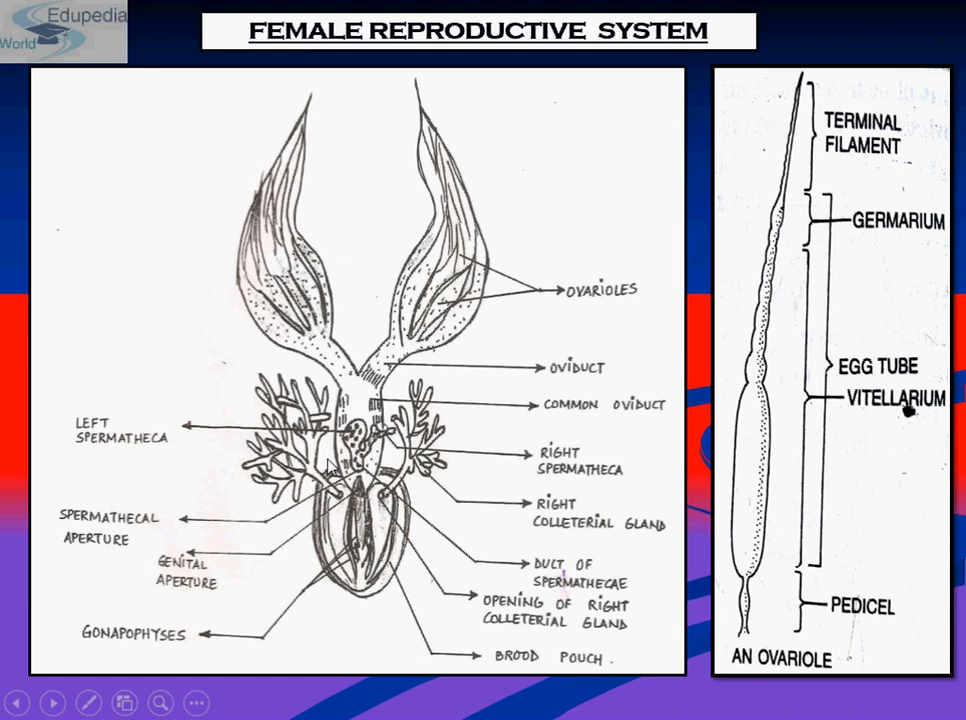 Edupedia
World
FEMALE REPRODUCTIVE SYSTEM
OVARIOLES
OVIDUCT
COMMON OVIDUCT
LEFT
SPERMATHECA
RIGHT
SPERMATHECA
RIGHT
COLLETERIAL GLAND
SPERMATHECAL
APERTURE
GENITAL
APERTURE
DUCT OF
SPERMATHECAE
OPENING OF RIGHT
COLLETERIAL GLAND
GONAPOPHYSES
BROOD POUCH.
TERMINAL
FILAMENT
GERMARIUM
EGG TUBE
VITELLARIUM
PEDICEL
AN OVARIOLE